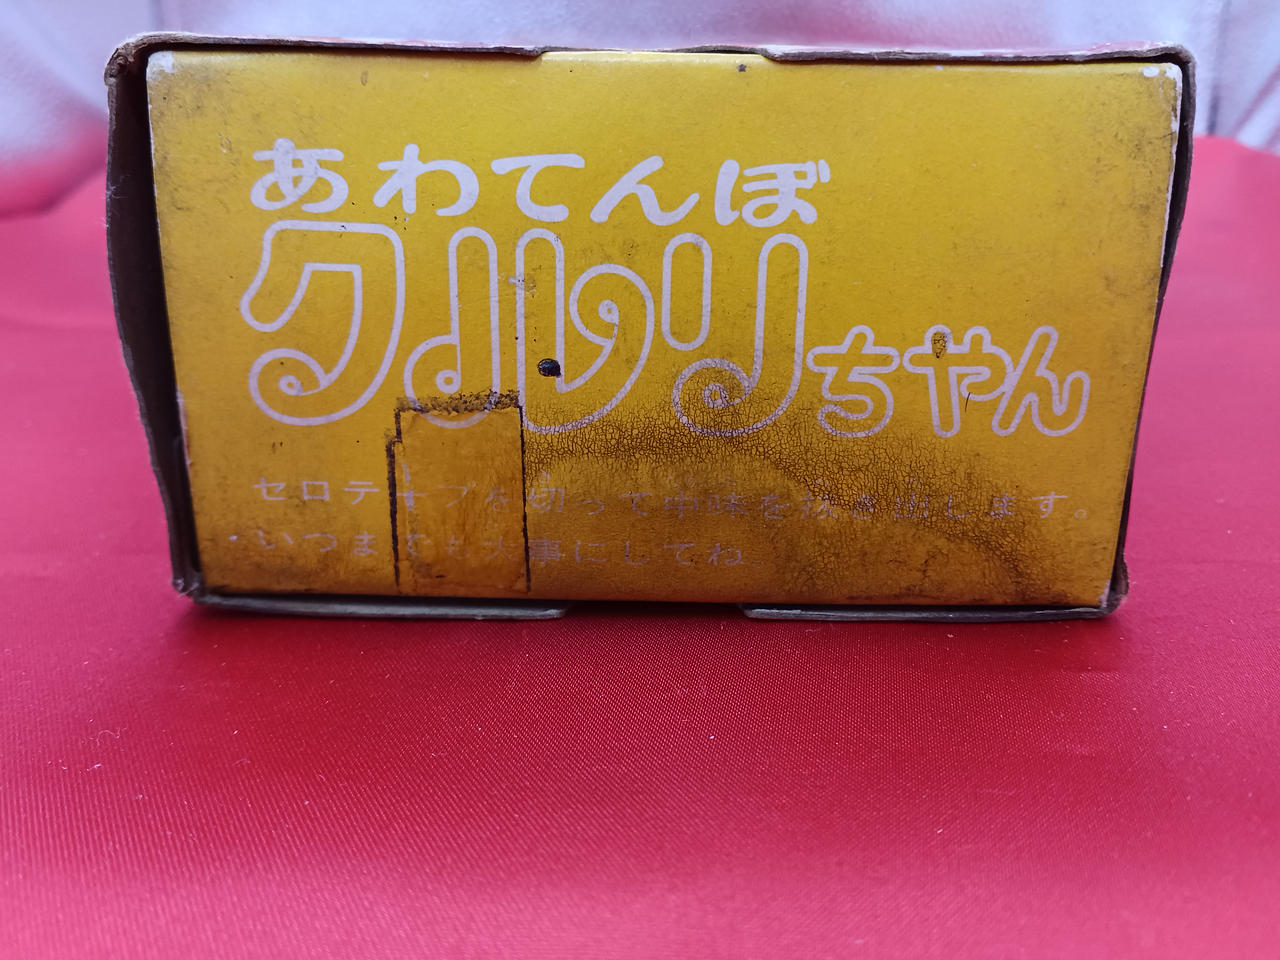 あわてんぼ
クルリちゃん
セロテープを切って中味を抜き出します。
・いつまでも大事にしてね。